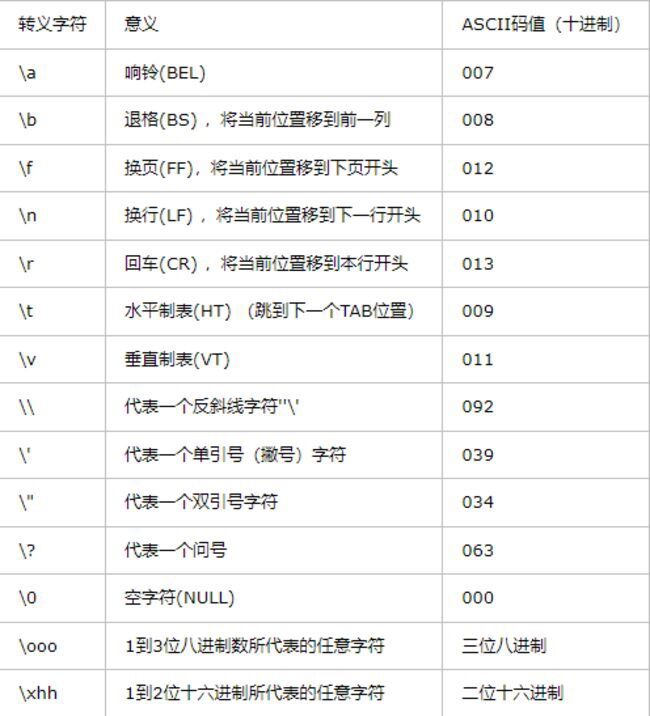 转义字符 意义 ASCII码值（十进制）
\a 响铃(BEL) 007
\b 退格(BS) ，将当前位置移到前一列 008
\f 换页(FF)，将当前位置移到下页开头 012
\n 换行(LF) ，将当前位置移到下一行开头 010
\r 回车(CR) ，将当前位置移到本行开头 013
\t 水平制表(HT) （跳到下一个TAB位置） 009
\v 垂直制表(VT) 011
\\ 代表一个反斜线字符''\' 092
\' 代表一个单引号（撇号）字符 039
\" 代表一个双引号字符 034
\? 代表一个问号 063
\0 空字符(NULL) 000
\ooo 1到3位八进制数所代表的任意字符 三位八进制
\xhh 1到2位十六进制所代表的任意字符 二位十六进制